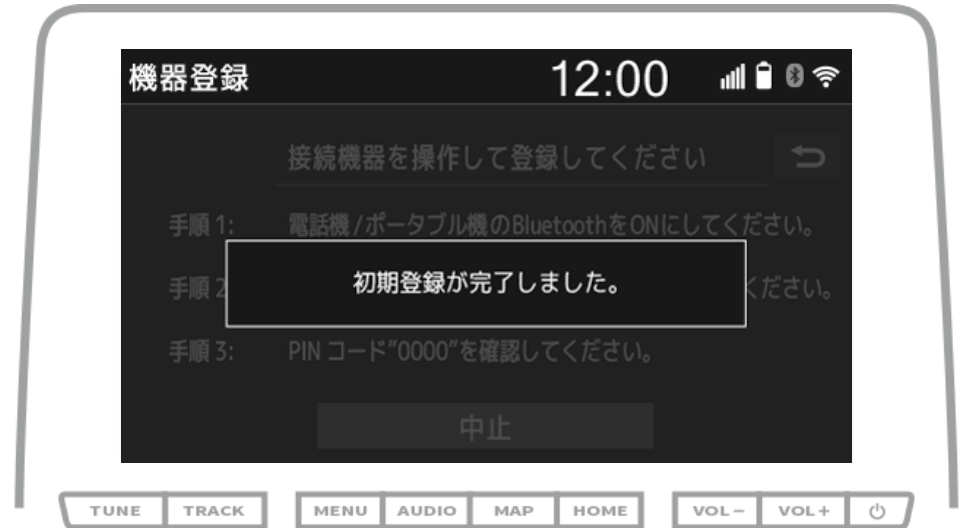 機器登録 12:00
接続機器を操作して登録してください
手順 1: 電話機/ポータブル機のBluetoothをONにしてください。
初期登録が完了しました。
手順 2 ください。
手順 3: PIN コード"0000"を確認してください。
中止
TUNE TRACK MENU AUDIO MAP HOME VOL− VOL+